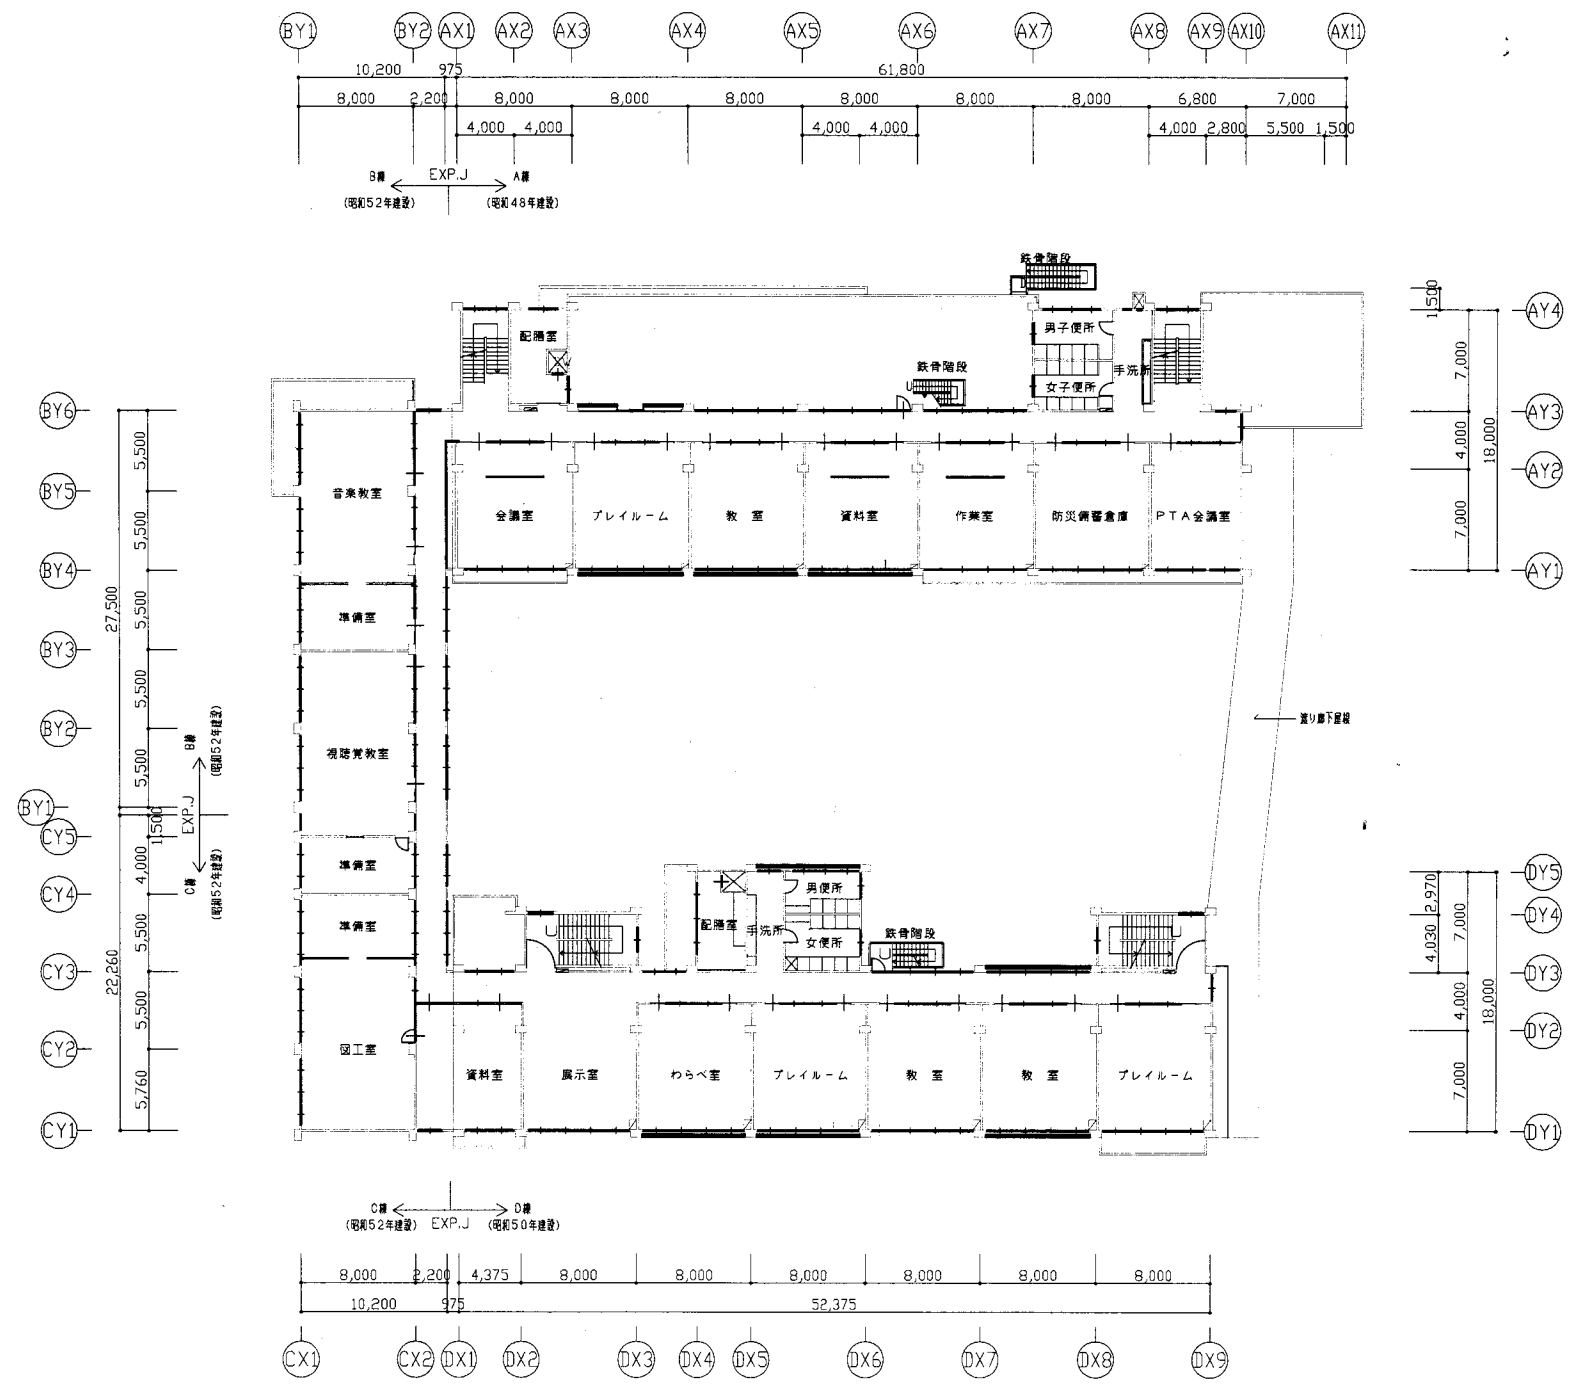 BY1 BY2 AX1 AX2 AX3 AX4 AX5 AX6 AX7 AX8 AX9 AX10 AX11
10,200 975 61,800
8,000 2,200 8,000 8,000 8,000 8,000 8,000 8,000 6,800 7,000
4,000 4,000 4,000 4,000 4,000 2,800 5,500 1,500
B棟 EXP.J A棟
(昭和52年建設) (昭和48年建設)
鉄骨階段
配膳室
男子便所
鉄骨階段
手洗所
女子便所
音楽教室
会議室 プレイルーム 教 室 資料室 作業室 防災備蓄倉庫 PTA会議室
準備室
視聴覚教室
渡り廊下屋根
準備室
準備室
男便所
配膳室
手洗所
女便所
鉄骨階段
図工室
資料室 展示室 わらべ室 プレイルーム 教 室 教 室 プレイルーム
BY6
BY5
BY4
BY3
BY2
BY1
CY5
CY4
CY3
CY2
CY1
5,500
5,500
5,500
5,500
5,500
27,500
1,500
4,000
5,500
5,500
5,760
22,260
B棟
(昭和52年建設)
EXP.J
C棟
(昭和52年建設)
AY4
AY3
AY2
AY1
1,500
7,000
4,000
7,000
18,000
DY5
DY4
DY3
DY2
DY1
2,970
4,030
7,000
4,000
7,000
18,000
C棟 D棟
(昭和52年建設) EXP.J (昭和50年建設)
8,000 2,200 4,375 8,000 8,000 8,000 8,000 8,000 8,000
10,200 975 52,375
CX1 CX2 DX1 DX2 DX3 DX4 DX5 DX6 DX7 DX8 DX9